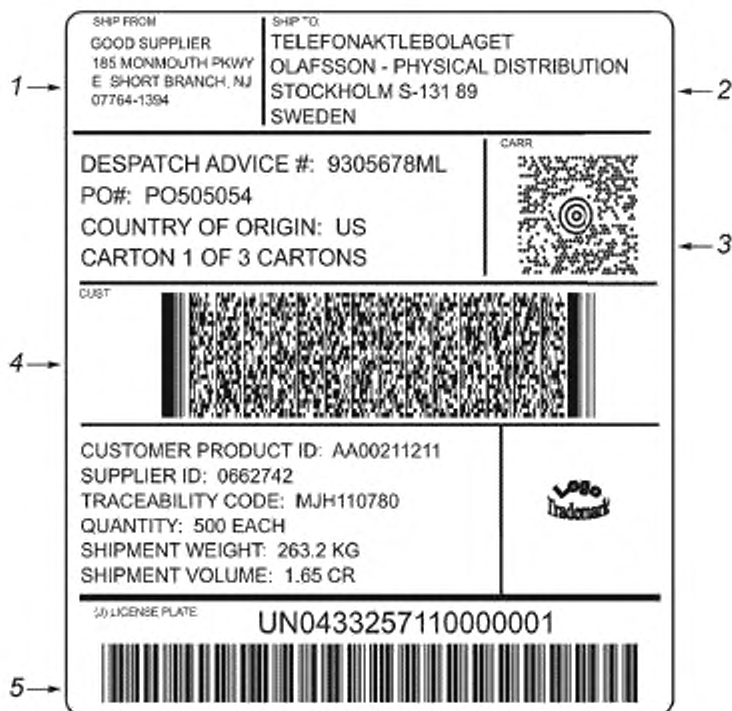 SHIP FROM
GOOD SUPPLIER
185 MONMOUTH PKWY
E SHORT BRANCH, NJ
07764-1394
SHIP TO:
TELEFONAKTLEBOLAGET
OLAFSSON - PHYSICAL DISTRIBUTION
STOCKHOLM S-131 89
SWEDEN
1
2
DESPATCH ADVICE #: 9305678ML
PO#: PO505054
COUNTRY OF ORIGIN: US
CARTON 1 OF 3 CARTONS
CARR
3
CUST
4
CUSTOMER PRODUCT ID: AA00211211
SUPPLIER ID: 0662742
TRACEABILITY CODE: MJH110780
QUANTITY: 500 EACH
SHIPMENT WEIGHT: 263.2 KG
SHIPMENT VOLUME: 1.65 CR
Logo
Trademark
(J) LICENSE PLATE
UN0433257110000001
5